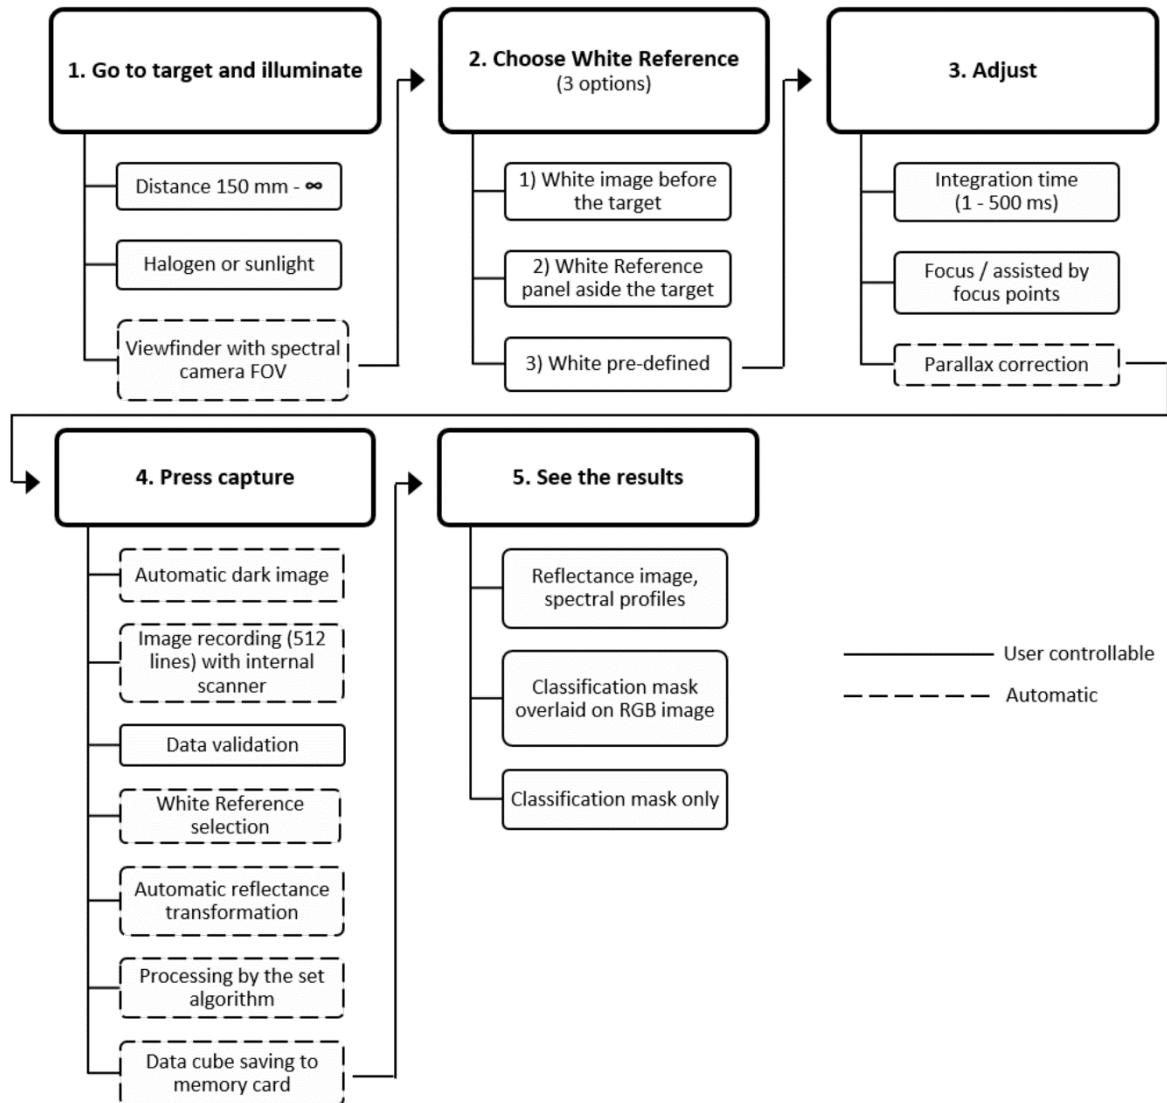 1. Go to target and illuminate
Distance 150 mm - ∞
Halogen or sunlight
Viewfinder with spectral
camera FOV
2. Choose White Reference
(3 options)
1) White image before
the target
2) White Reference
panel aside the target
3) White pre-defined
3. Adjust
Integration time
(1 - 500 ms)
Focus / assisted by
focus points
Parallax correction
4. Press capture
Automatic dark image
Image recording (512
lines) with internal
scanner
Data validation
White Reference
selection
Automatic reflectance
transformation
Processing by the set
algorithm
Data cube saving to
memory card
5. See the results
Reflectance image,
spectral profiles
Classification mask
overlaid on RGB image
Classification mask only
User controllable
Automatic